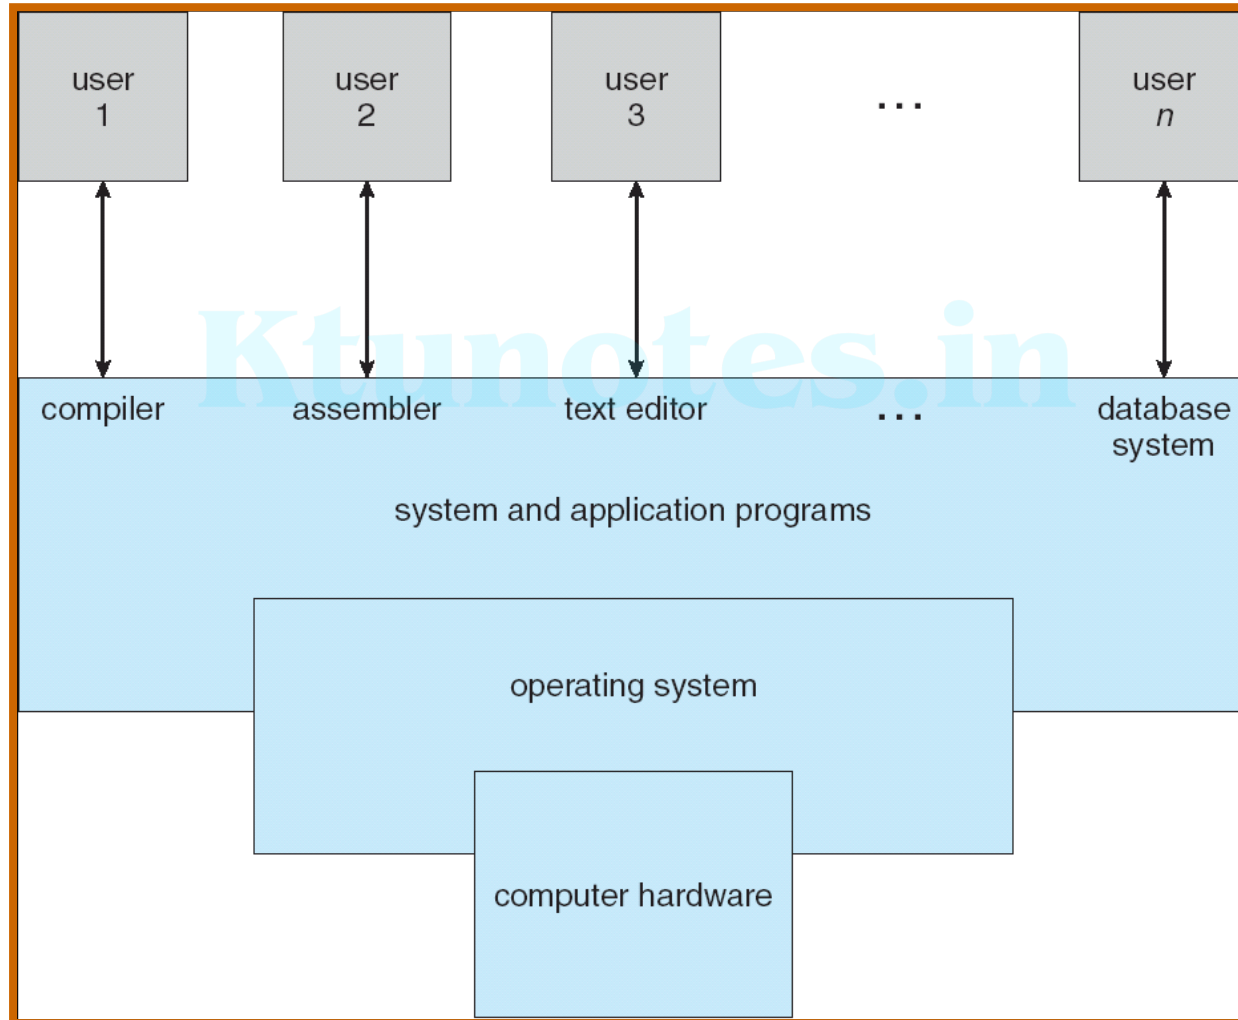 user
1
user
2
user
3
...
user
n
Ktunotes.in
compiler
assembler
text editor
...
database
system
system and application programs
operating system
computer hardware